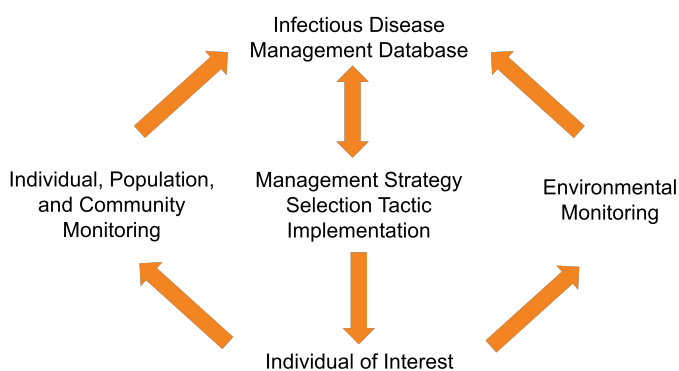 Infectious Disease
Management Database
Individual, Population,
and Community
Monitoring
Management Strategy
Selection Tactic
Implementation
Environmental
Monitoring
Individual of Interest